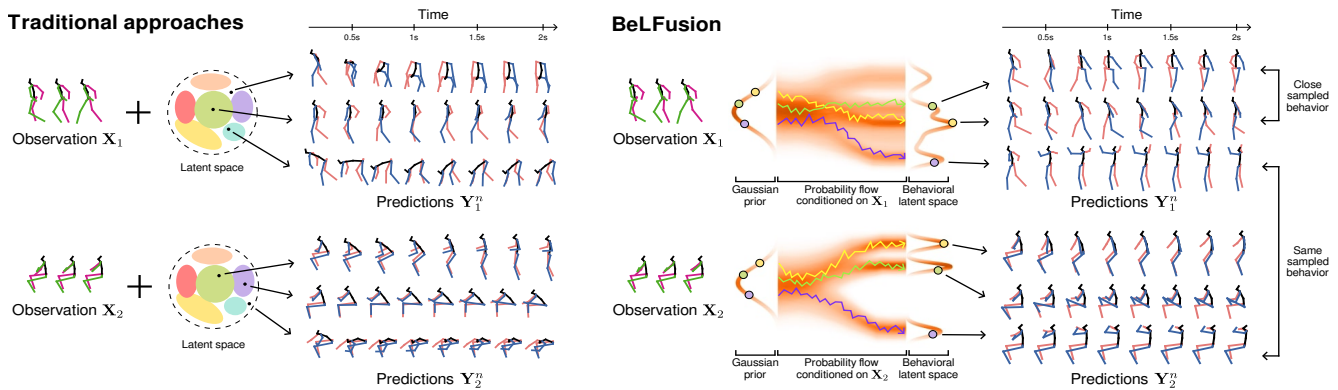 Traditional approaches
Time
0.5s 1s 1.5s 2s
Observation X₁
Latent space
Predictions Y₁ⁿ
Observation X₂
Latent space
Predictions Y₂ⁿ
BeLFusion
Time
0.5s 1s 1.5s 2s
Observation X₁
Gaussian
prior
Probability flow
conditioned on X₁
Behavioral
latent space
Predictions Y₁ⁿ
Close
sampled
behavior
Same
sampled
behavior
Observation X₂
Gaussian
prior
Probability flow
conditioned on X₂
Behavioral
latent space
Predictions Y₂ⁿ